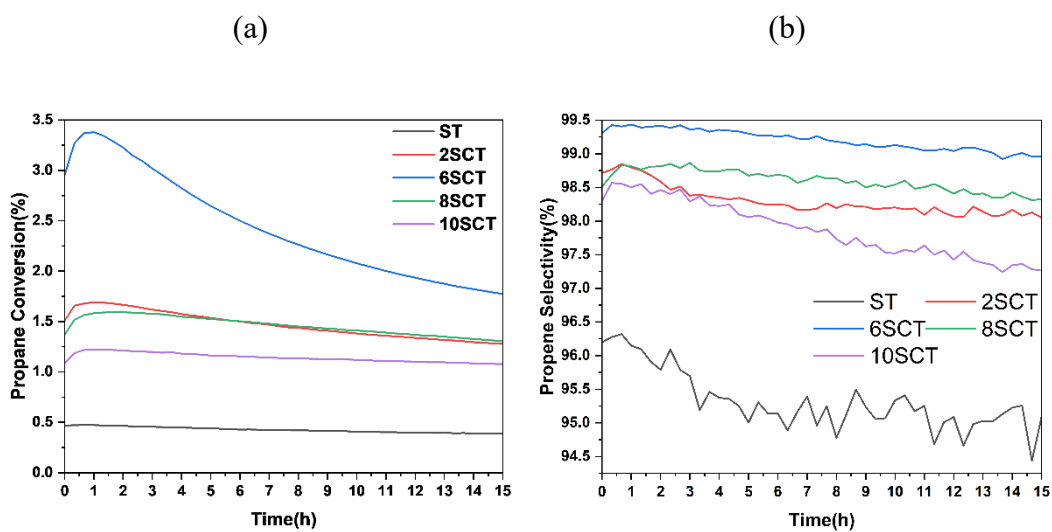 (a)
(b)
Propane Conversion(%)
3.5
3.0
2.5
2.0
1.5
1.0
0.5
0.0
ST
2SCT
6SCT
8SCT
10SCT
0 1 2 3 4 5 6 7 8 9 10 11 12 13 14 15
Time(h)
Propene Selectivity(%)
99.5
99.0
98.5
98.0
97.5
97.0
96.5
96.0
95.5
95.0
94.5
ST 2SCT
6SCT 8SCT
10SCT
0 1 2 3 4 5 6 7 8 9 10 11 12 13 14 15
Time(h)